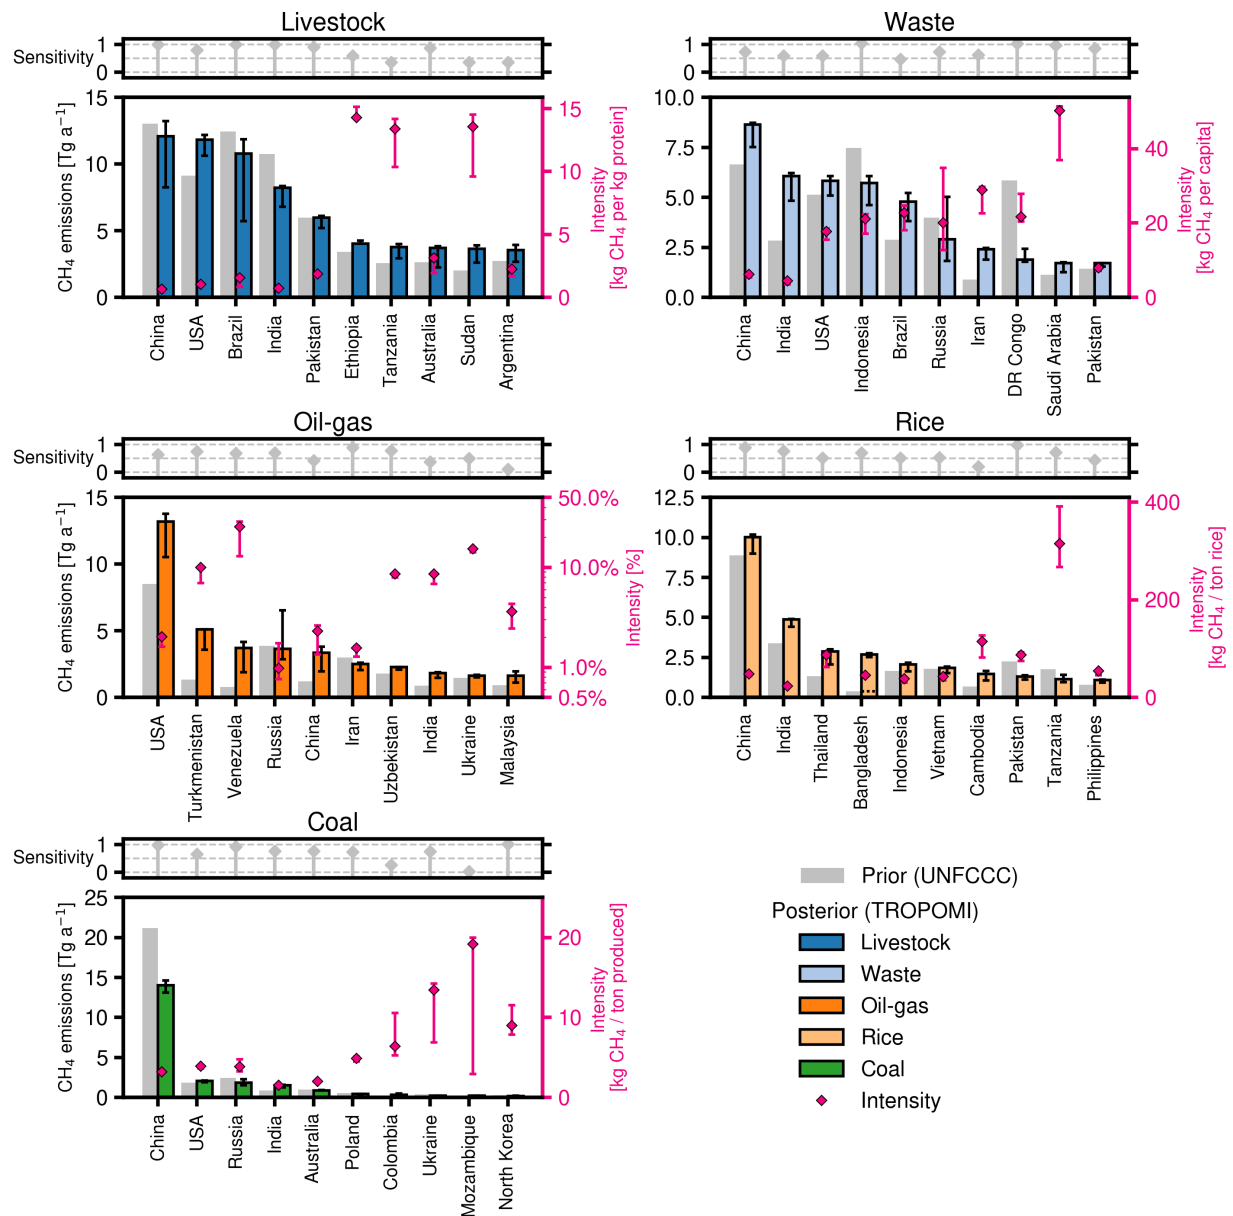 Livestock
Sensitivity
1
0
CH₄ emissions [Tg a⁻¹]
15
10
5
0
15
10
5
0
Intensity
[kg CH₄ per kg protein]
China
USA
Brazil
India
Pakistan
Ethiopia
Tanzania
Australia
Sudan
Argentina
Waste
1
0
10.0
7.5
5.0
2.5
0.0
40
20
0
Intensity
[kg CH₄ per capita]
China
India
USA
Indonesia
Brazil
Russia
Iran
DR Congo
Saudi Arabia
Pakistan
Oil-gas
Sensitivity
1
0
CH₄ emissions [Tg a⁻¹]
15
10
5
0
50.0%
10.0%
1.0%
0.5%
Intensity [%]
USA
Turkmenistan
Venezuela
Russia
China
Iran
Uzbekistan
India
Ukraine
Malaysia
Rice
1
0
12.5
10.0
7.5
5.0
2.5
0.0
400
200
0
Intensity
[kg CH₄ / ton rice]
China
India
Thailand
Bangladesh
Indonesia
Vietnam
Cambodia
Pakistan
Tanzania
Philippines
Coal
Sensitivity
1
0
CH₄ emissions [Tg a⁻¹]
25
20
15
10
5
0
20
10
0
Intensity
[kg CH₄ / ton produced]
China
USA
Russia
India
Australia
Poland
Colombia
Ukraine
Mozambique
North Korea
Prior (UNFCCC)
Posterior (TROPOMI)
Livestock
Waste
Oil-gas
Rice
Coal
Intensity